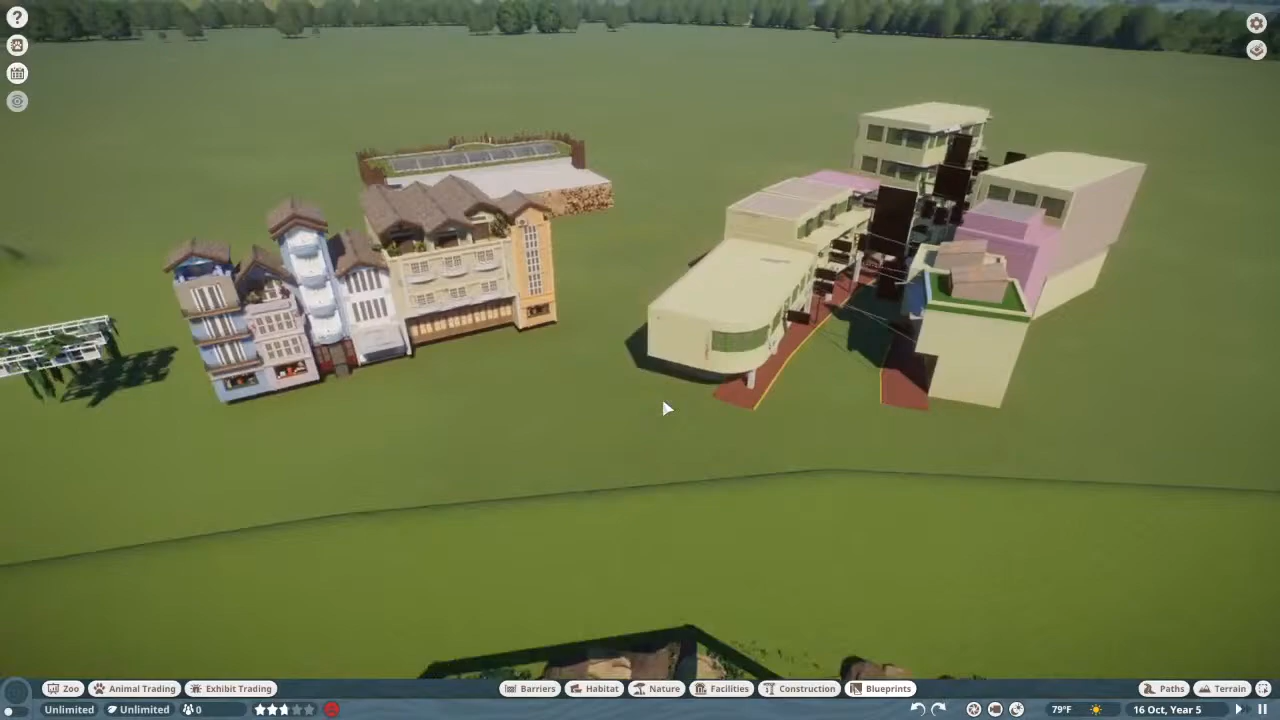 ?
Zoo Animal Trading Exhibit Trading Barriers Habitat Nature Facilities Construction Blueprints Paths Terrain
Unlimited Unlimited 0 79°F 16 Oct, Year 5